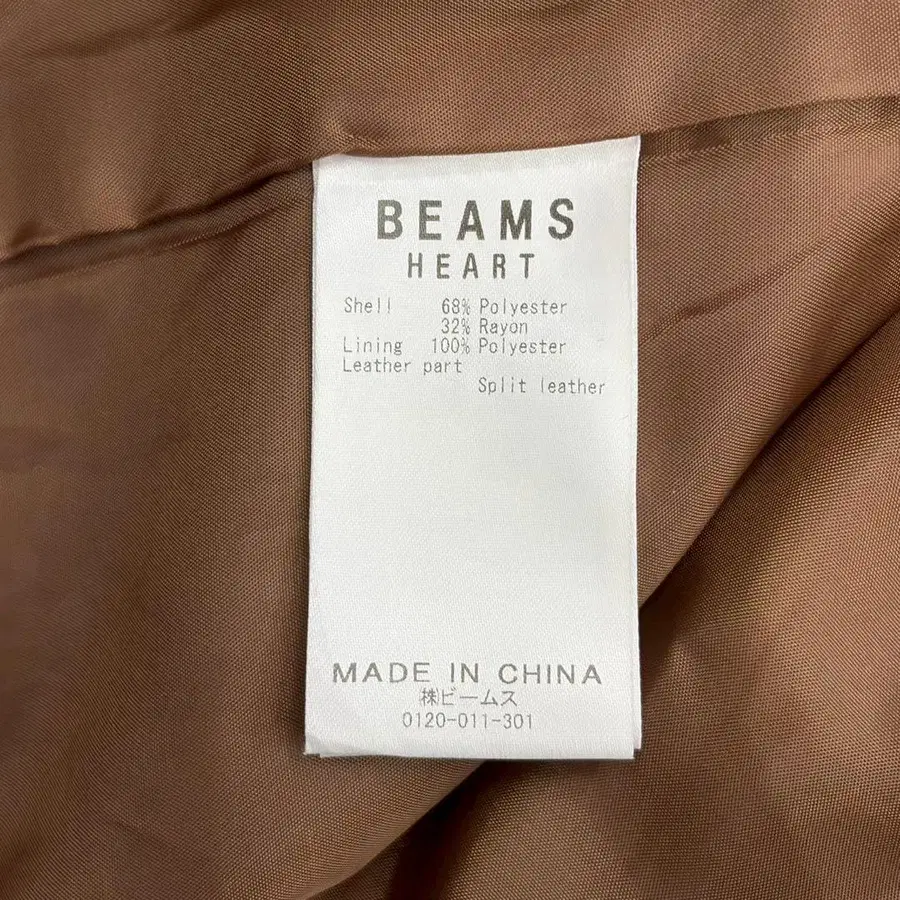 BEAMS
HEART
Shell 68% Polyester
32% Rayon
Lining 100% Polyester
Leather part
Split leather
MADE IN CHINA
㈱ビームス
0120-011-301